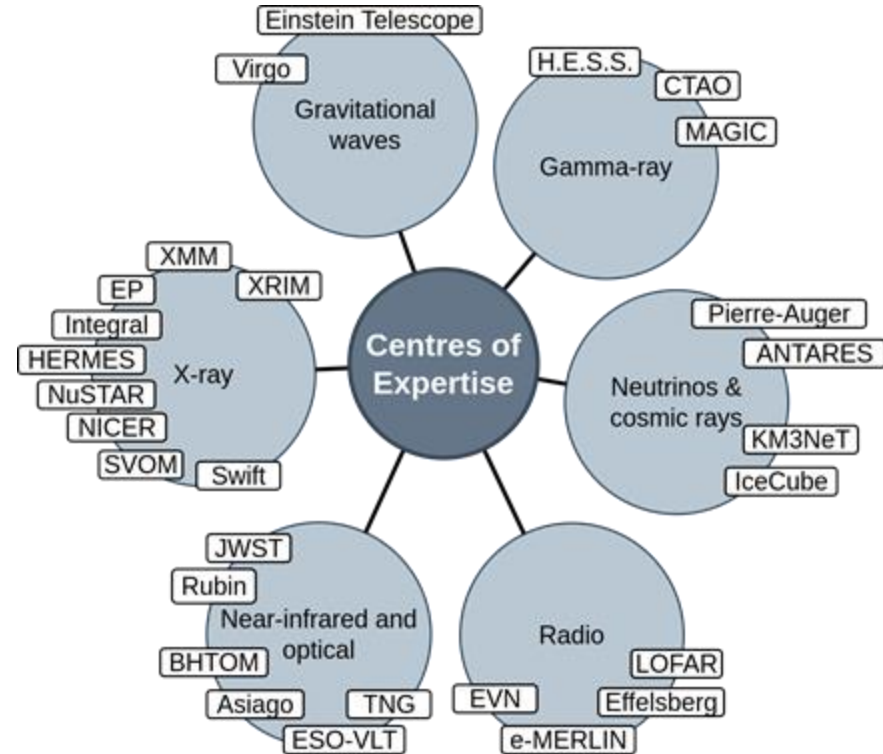 Einstein Telescope
Virgo
Gravitational
waves
H.E.S.S.
CTAO
MAGIC
Gamma-ray
XMM
XRIM
EP
Integral
HERMES
NuSTAR
NICER
SVOM
Swift
X-ray
Centres of
Expertise
Pierre-Auger
ANTARES
Neutrinos &
cosmic rays
KM3NeT
IceCube
JWST
Rubin
Near-infrared and
optical
BHTOM
Asiago
TNG
ESO-VLT
Radio
LOFAR
EVN
Effelsberg
e-MERLIN